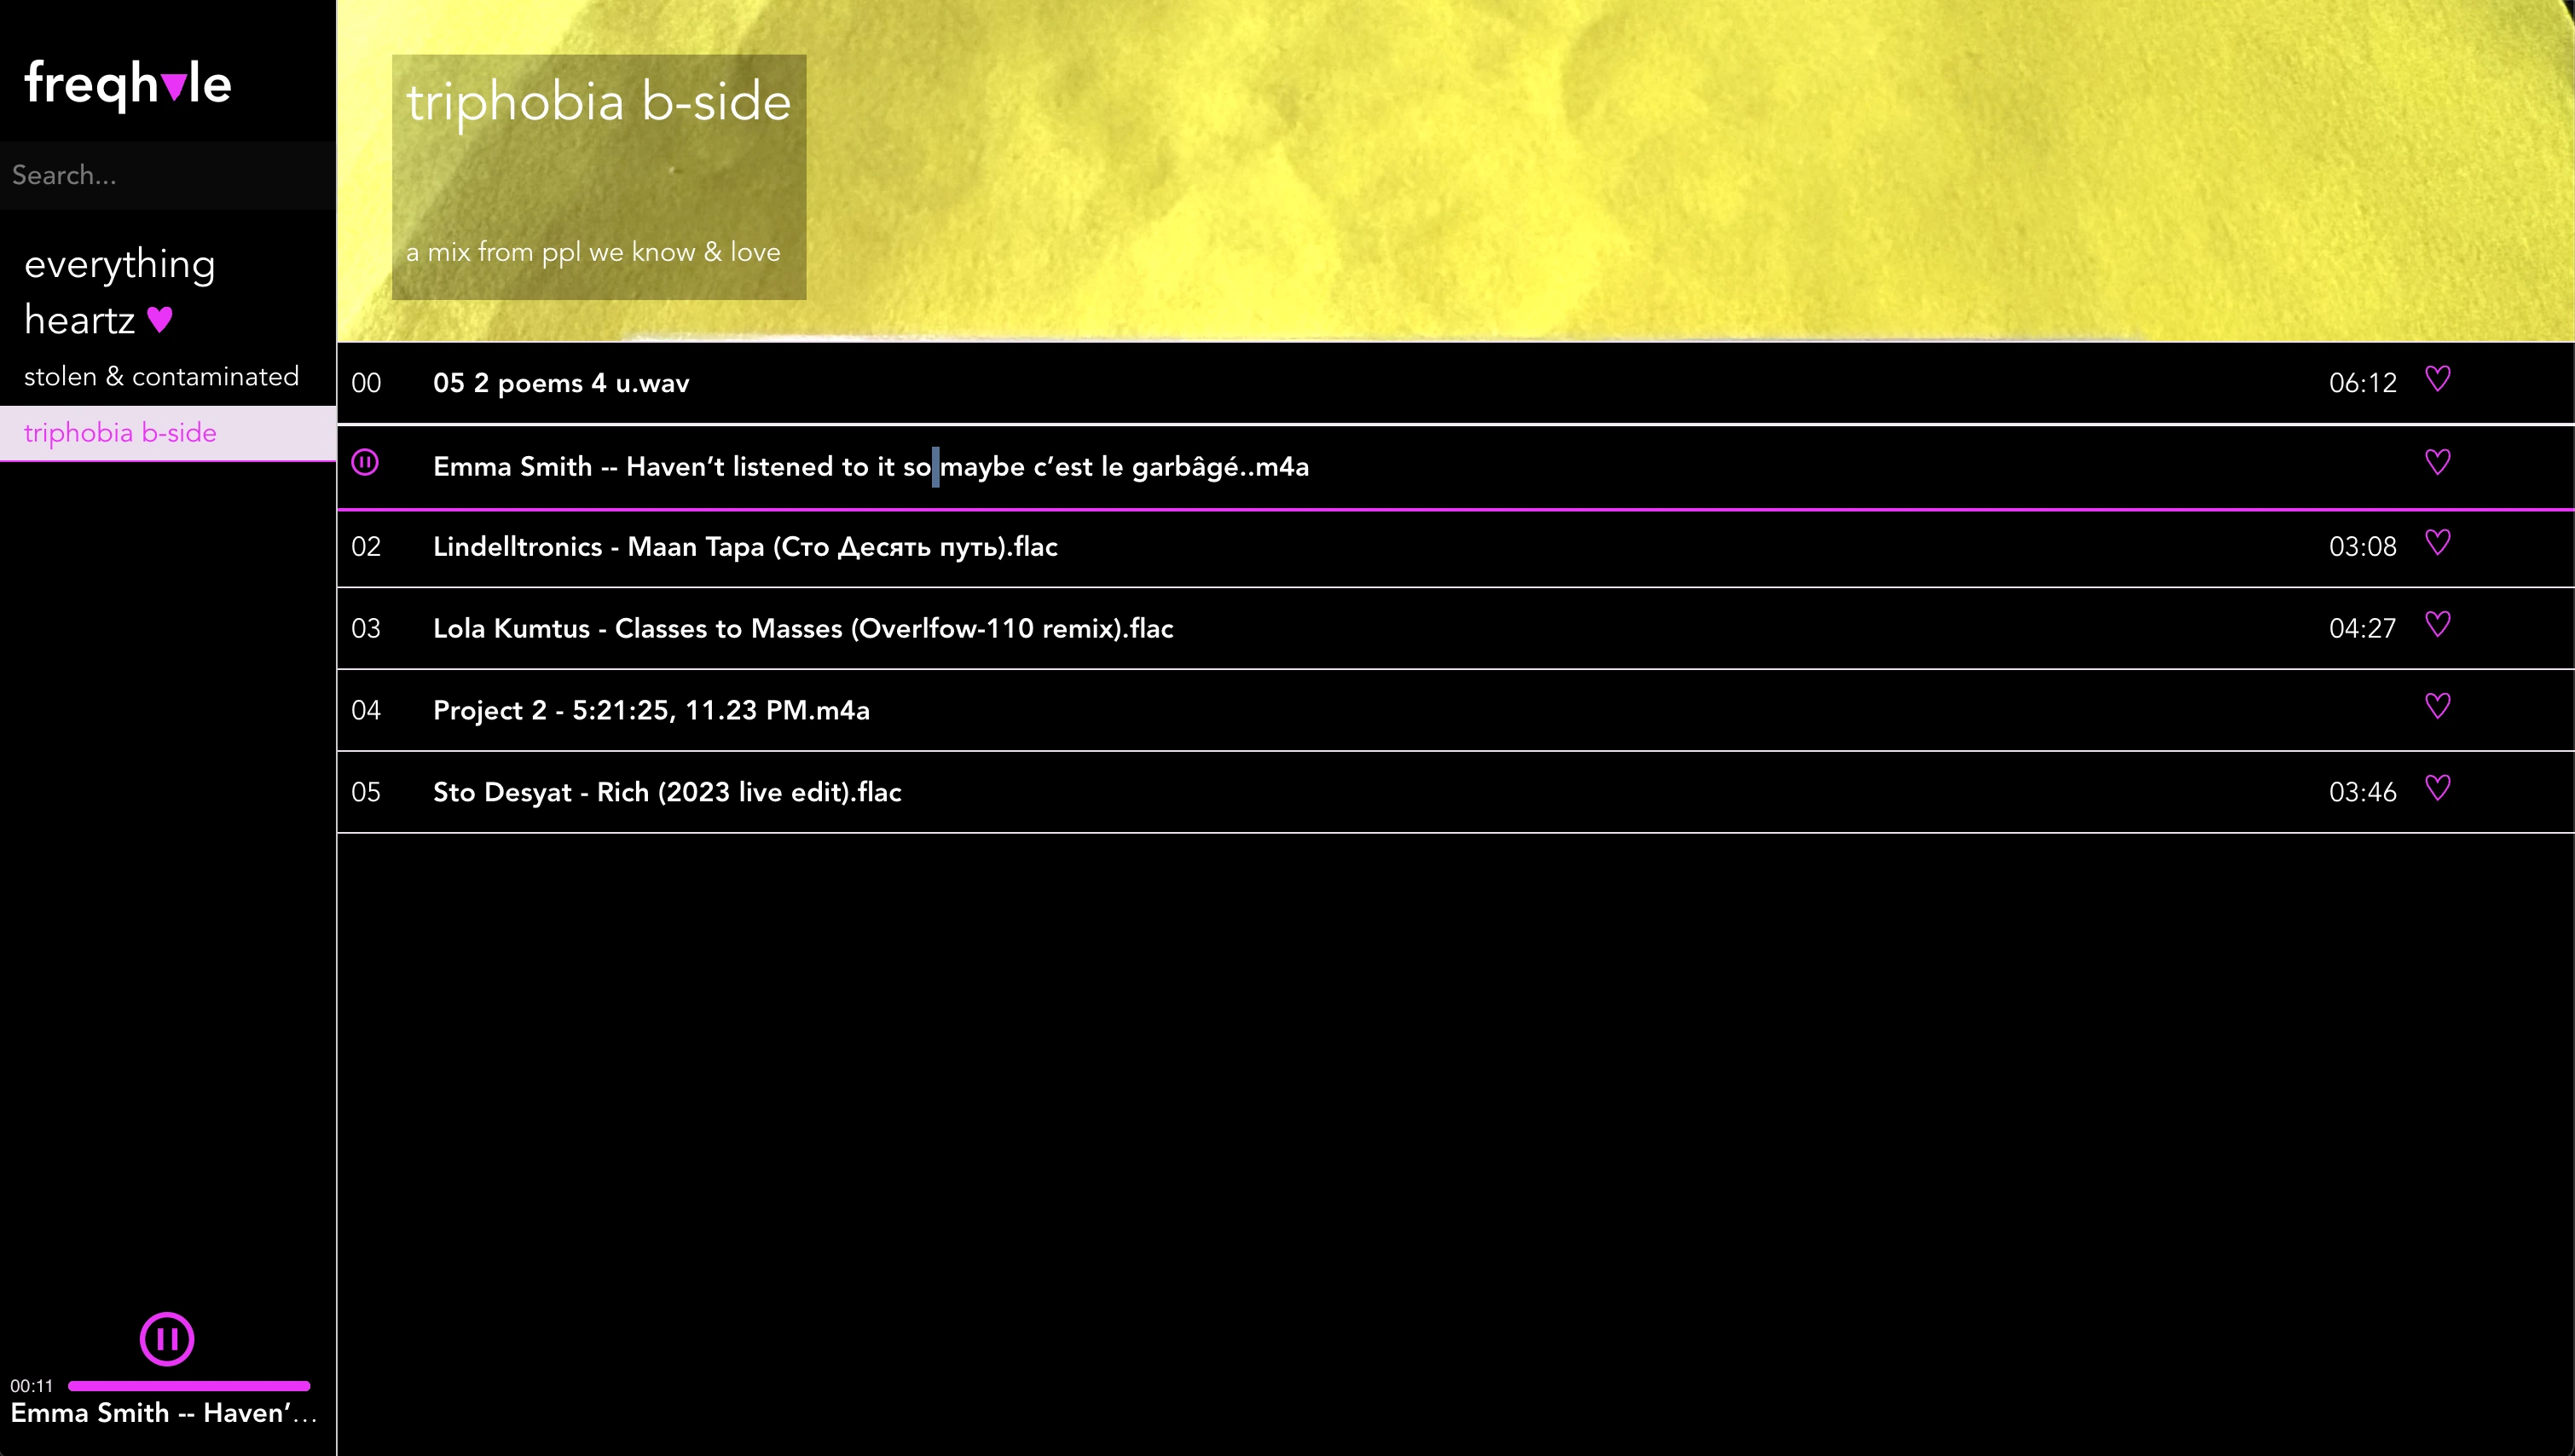 freqhole
Search...
everything
heartz ♥
stolen & contaminated
triphobia b-side
triphobia b-side
a mix from ppl we know & love
00 05 2 poems 4 u.wav 06:12
Emma Smith -- Haven’t listened to it so maybe c’est le garbâgé..m4a
02 Lindelltronics - Maan Tapa (Сто Десять путь).flac 03:08
03 Lola Kumtus - Classes to Masses (Overlfow-110 remix).flac 04:27
04 Project 2 - 5:21:25, 11.23 PM.m4a
05 Sto Desyat - Rich (2023 live edit).flac 03:46
00:11
Emma Smith -- Haven’...